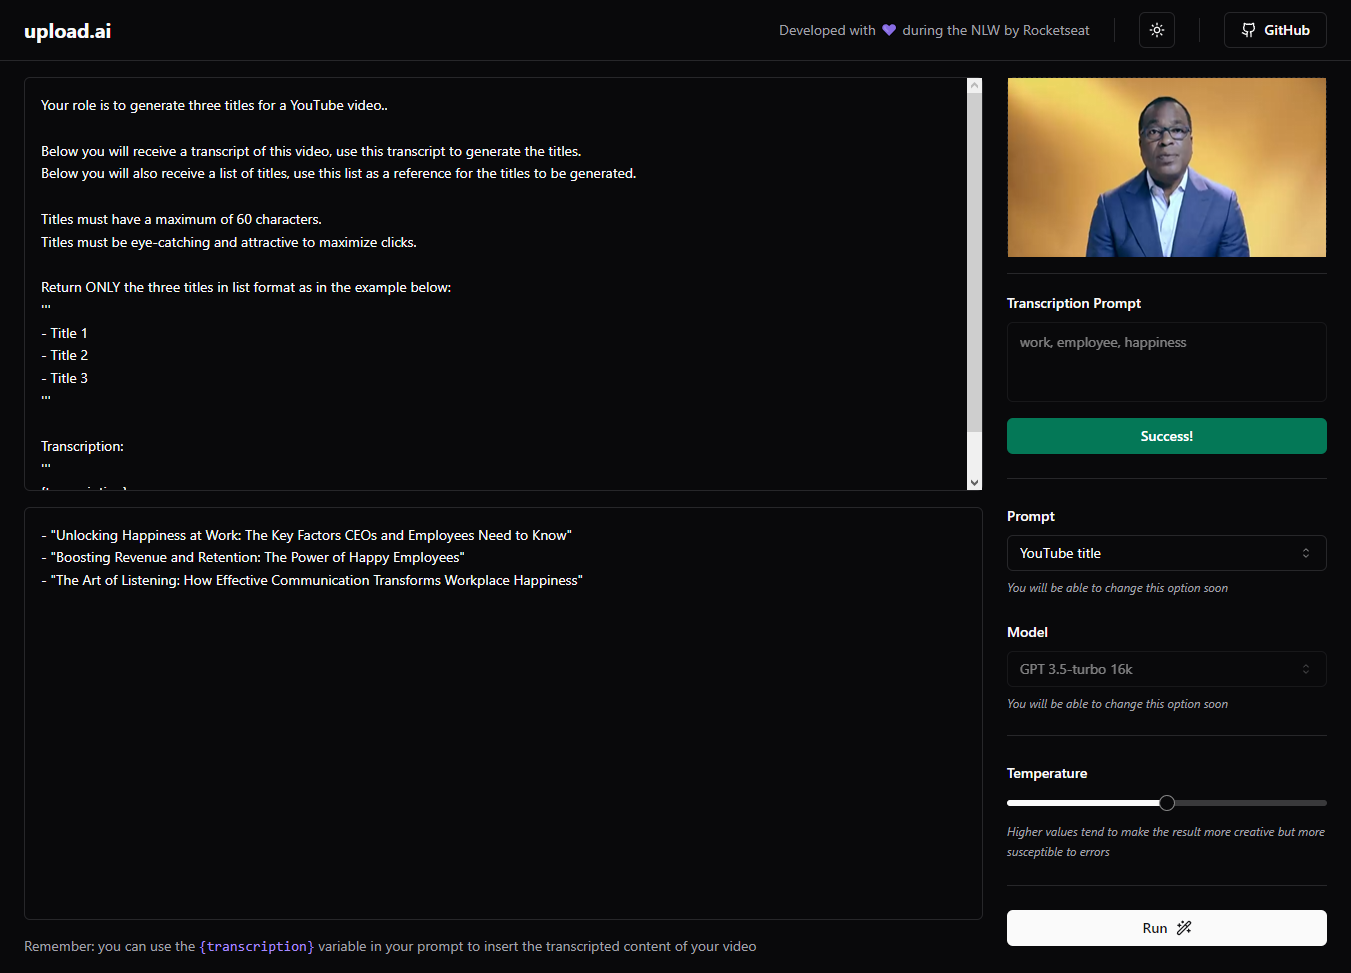 upload.ai
Developed with 💜 during the NLW by Rocketseat
GitHub
Your role is to generate three titles for a YouTube video..
Below you will receive a transcript of this video, use this transcript to generate the titles.
Below you will also receive a list of titles, use this list as a reference for the titles to be generated.
Titles must have a maximum of 60 characters.
Titles must be eye-catching and attractive to maximize clicks.
Return ONLY the three titles in list format as in the example below:
'''
- Title 1
- Title 2
- Title 3
'''
Transcription:
'''
- "Unlocking Happiness at Work: The Key Factors CEOs and Employees Need to Know"
- "Boosting Revenue and Retention: The Power of Happy Employees"
- "The Art of Listening: How Effective Communication Transforms Workplace Happiness"
Remember: you can use the {transcription} variable in your prompt to insert the transcripted content of your video
Transcription Prompt
work, employee, happiness
Success!
Prompt
YouTube title
You will be able to change this option soon
Model
GPT 3.5-turbo 16k
You will be able to change this option soon
Temperature
Higher values tend to make the result more creative but more
susceptible to errors
Run